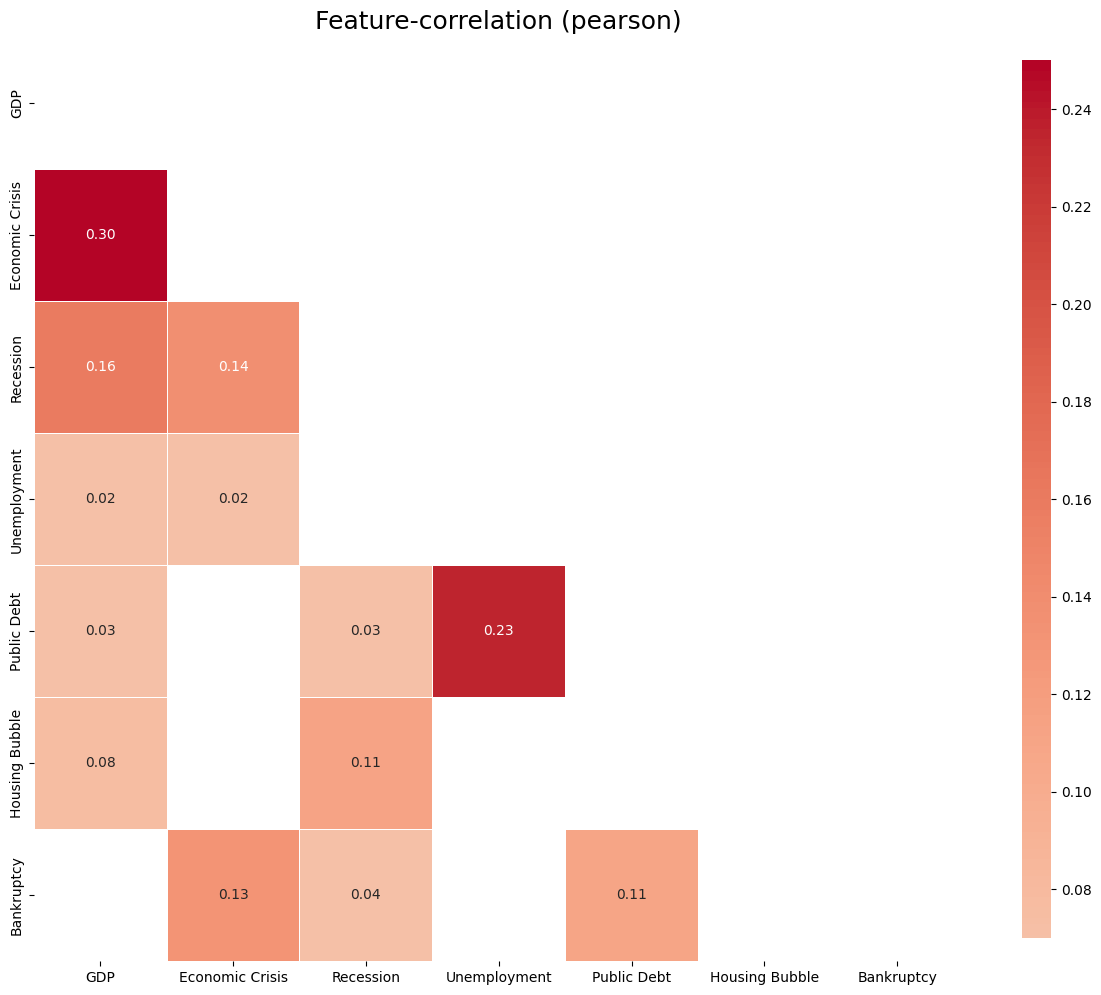 Feature-correlation (pearson)
GDP
Economic Crisis
Recession
Unemployment
Public Debt
Housing Bubble
Bankruptcy
0.30
0.16 0.14
0.02 0.02
0.03 0.03 0.23
0.08 0.11
0.13 0.04 0.11
GDP Economic Crisis Recession Unemployment Public Debt Housing Bubble Bankruptcy
0.24
0.22
0.20
0.18
0.16
0.14
0.12
0.10
0.08